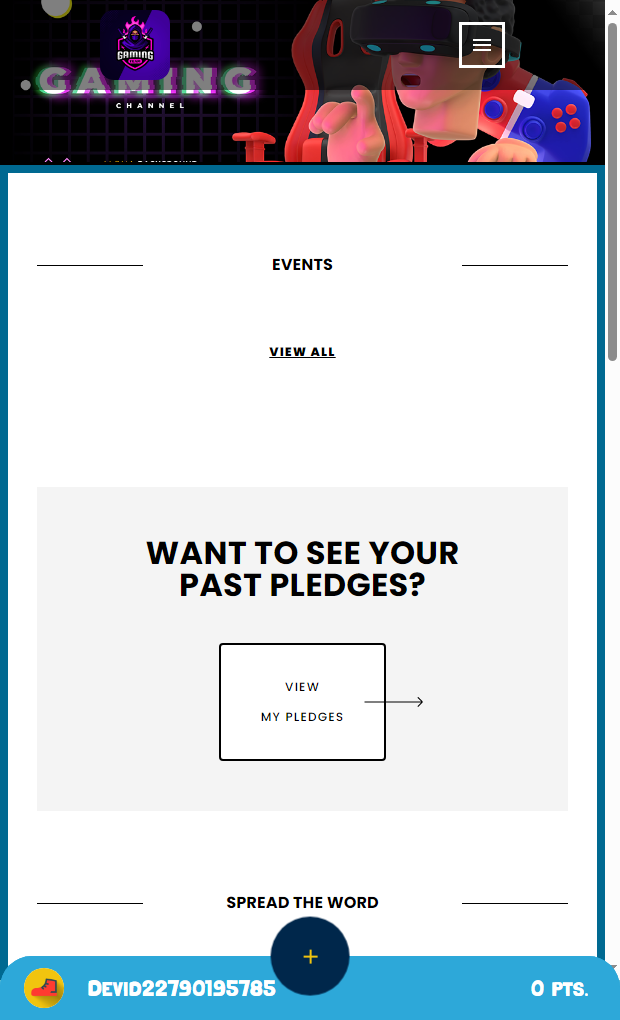 GAMING
GAMING
CHANNEL
EVENTS
VIEW ALL
WANT TO SEE YOUR
PAST PLEDGES?
VIEW
MY PLEDGES
SPREAD THE WORD
+
Devid22790195785
0 PTS.